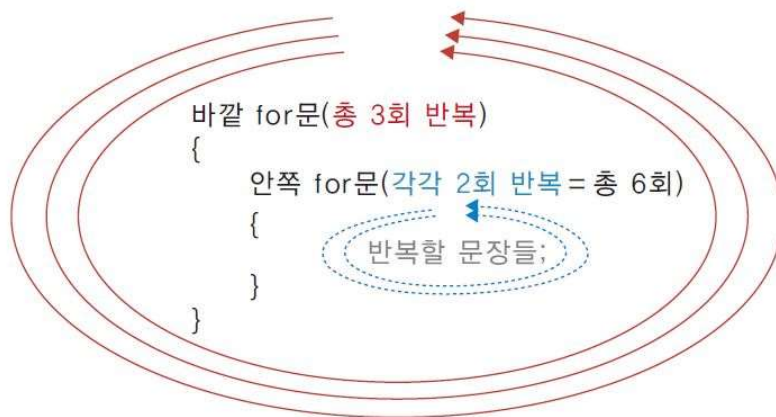 바깥 for문(총 3회 반복)
{
안쪽 for문(각각 2회 반복=총 6회)
{
반복할 문장들;
}
}